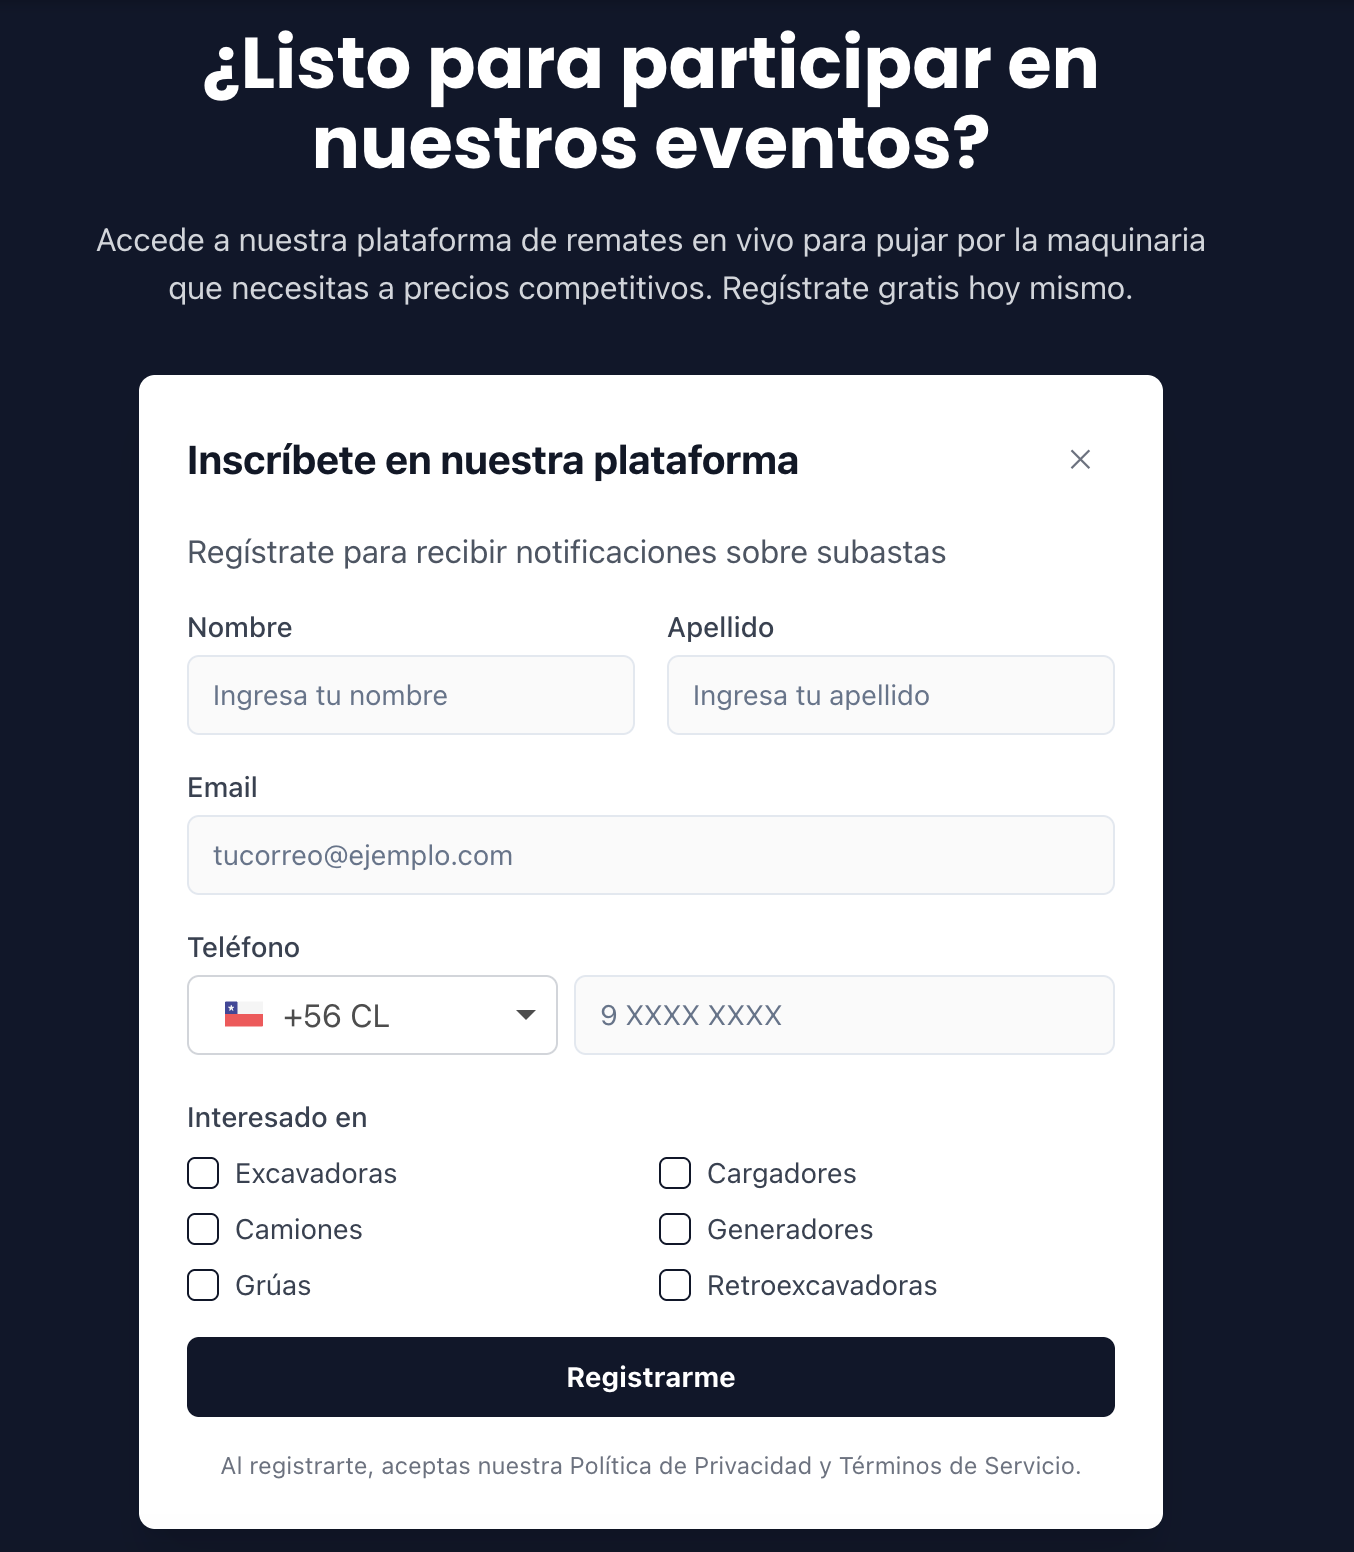 ¿Listo para participar en
nuestros eventos?
Accede a nuestra plataforma de remates en vivo para pujar por la maquinaria
que necesitas a precios competitivos. Regístrate gratis hoy mismo.
Inscríbete en nuestra plataforma
Regístrate para recibir notificaciones sobre subastas
Nombre
Apellido
Ingresa tu nombre
Ingresa tu apellido
Email
tucorreo@ejemplo.com
Teléfono
+56 CL
9 XXXX XXXX
Interesado en
Excavadoras
Cargadores
Camiones
Generadores
Grúas
Retroexcavadoras
Registrarme
Al registrarte, aceptas nuestra Política de Privacidad y Términos de Servicio.